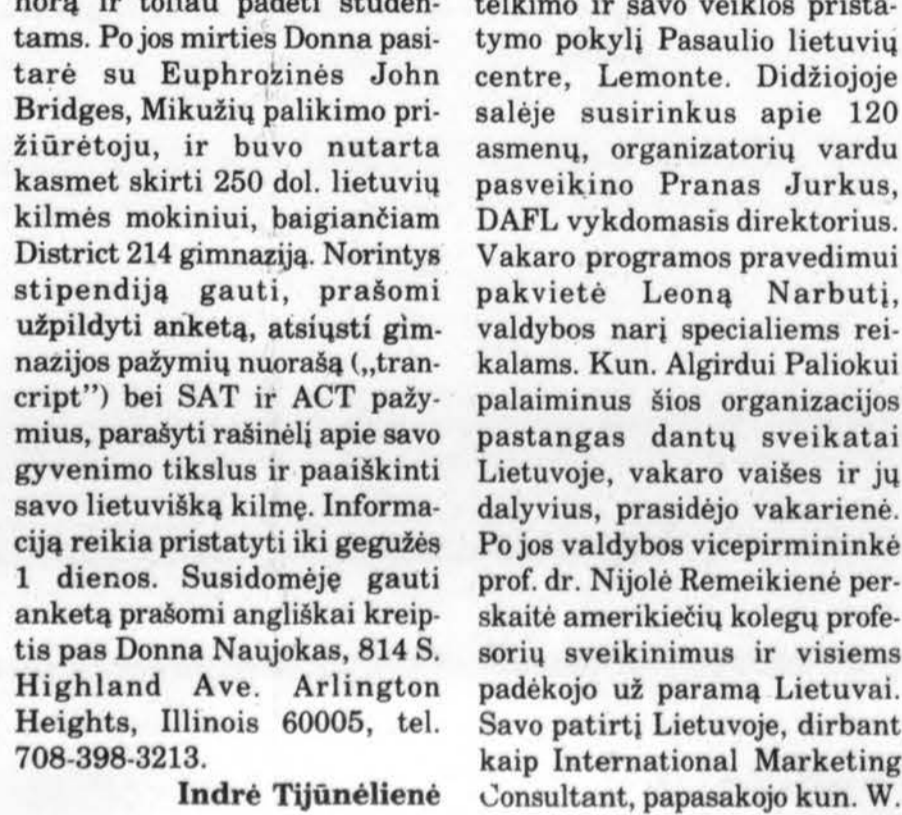 norą ir toliau padėti studen-
tams. Po jos mirties Donna pasi-
tarė su Euphrozinės John
Bridges, Mikužių palikimo pri-
žiūrėtoju, ir buvo nutarta
kasmet skirti 250 dol. lietuvių
kilmės mokiniui, baigiančiam
District 214 gimnaziją. Norintys
stipendiją gauti, prašomi
užpildyti anketą, atsiųsti gim-
nazijos pažymių nuorašą („tran-
cript”) bei SAT ir ACT pažy-
mius, parašyti rašinėlį apie savo
gyvenimo tikslus ir paaiškinti
savo lietuvišką kilmę. Informa-
ciją reikia pristatyti iki gegužės
1 dienos. Susidomėję gauti
anketą prašomi angliškai kreip-
tis pas Donna Naujokas, 814 S.
Highland Ave. Arlington
Heights, Illinois 60005, tel.
708-398-3213.
Indrė Tijūnėlienė
telkimo ir savo veiklos prista-
tymo pokylį Pasaulio lietuvių
centre, Lemonte. Didžiojoje
salėje susirinkus apie 120
asmenų, organizatorių vardu
pasveikino Pranas Jurkus,
DAFL vykdomasis direktorius.
Vakaro programos pravedimui
pakvietė Leoną Narbutį,
valdybos narį specialiems rei-
kalams. Kun. Algirdui Paliokui
palaiminus šios organizacijos
pastangas dantų sveikatai
Lietuvoje, vakaro vaišes ir jų
dalyvius, prasidėjo vakarienė.
Po jos valdybos vicepirmininkė
prof. dr. Nijolė Remeikienė per-
skaitė amerikiečių kolegų profe-
sorių sveikinimus ir visiems
padėkojo už paramą Lietuvai.
Savo patirtį Lietuvoje, dirbant
kaip International Marketing
Consultant, papasakojo kun. W.